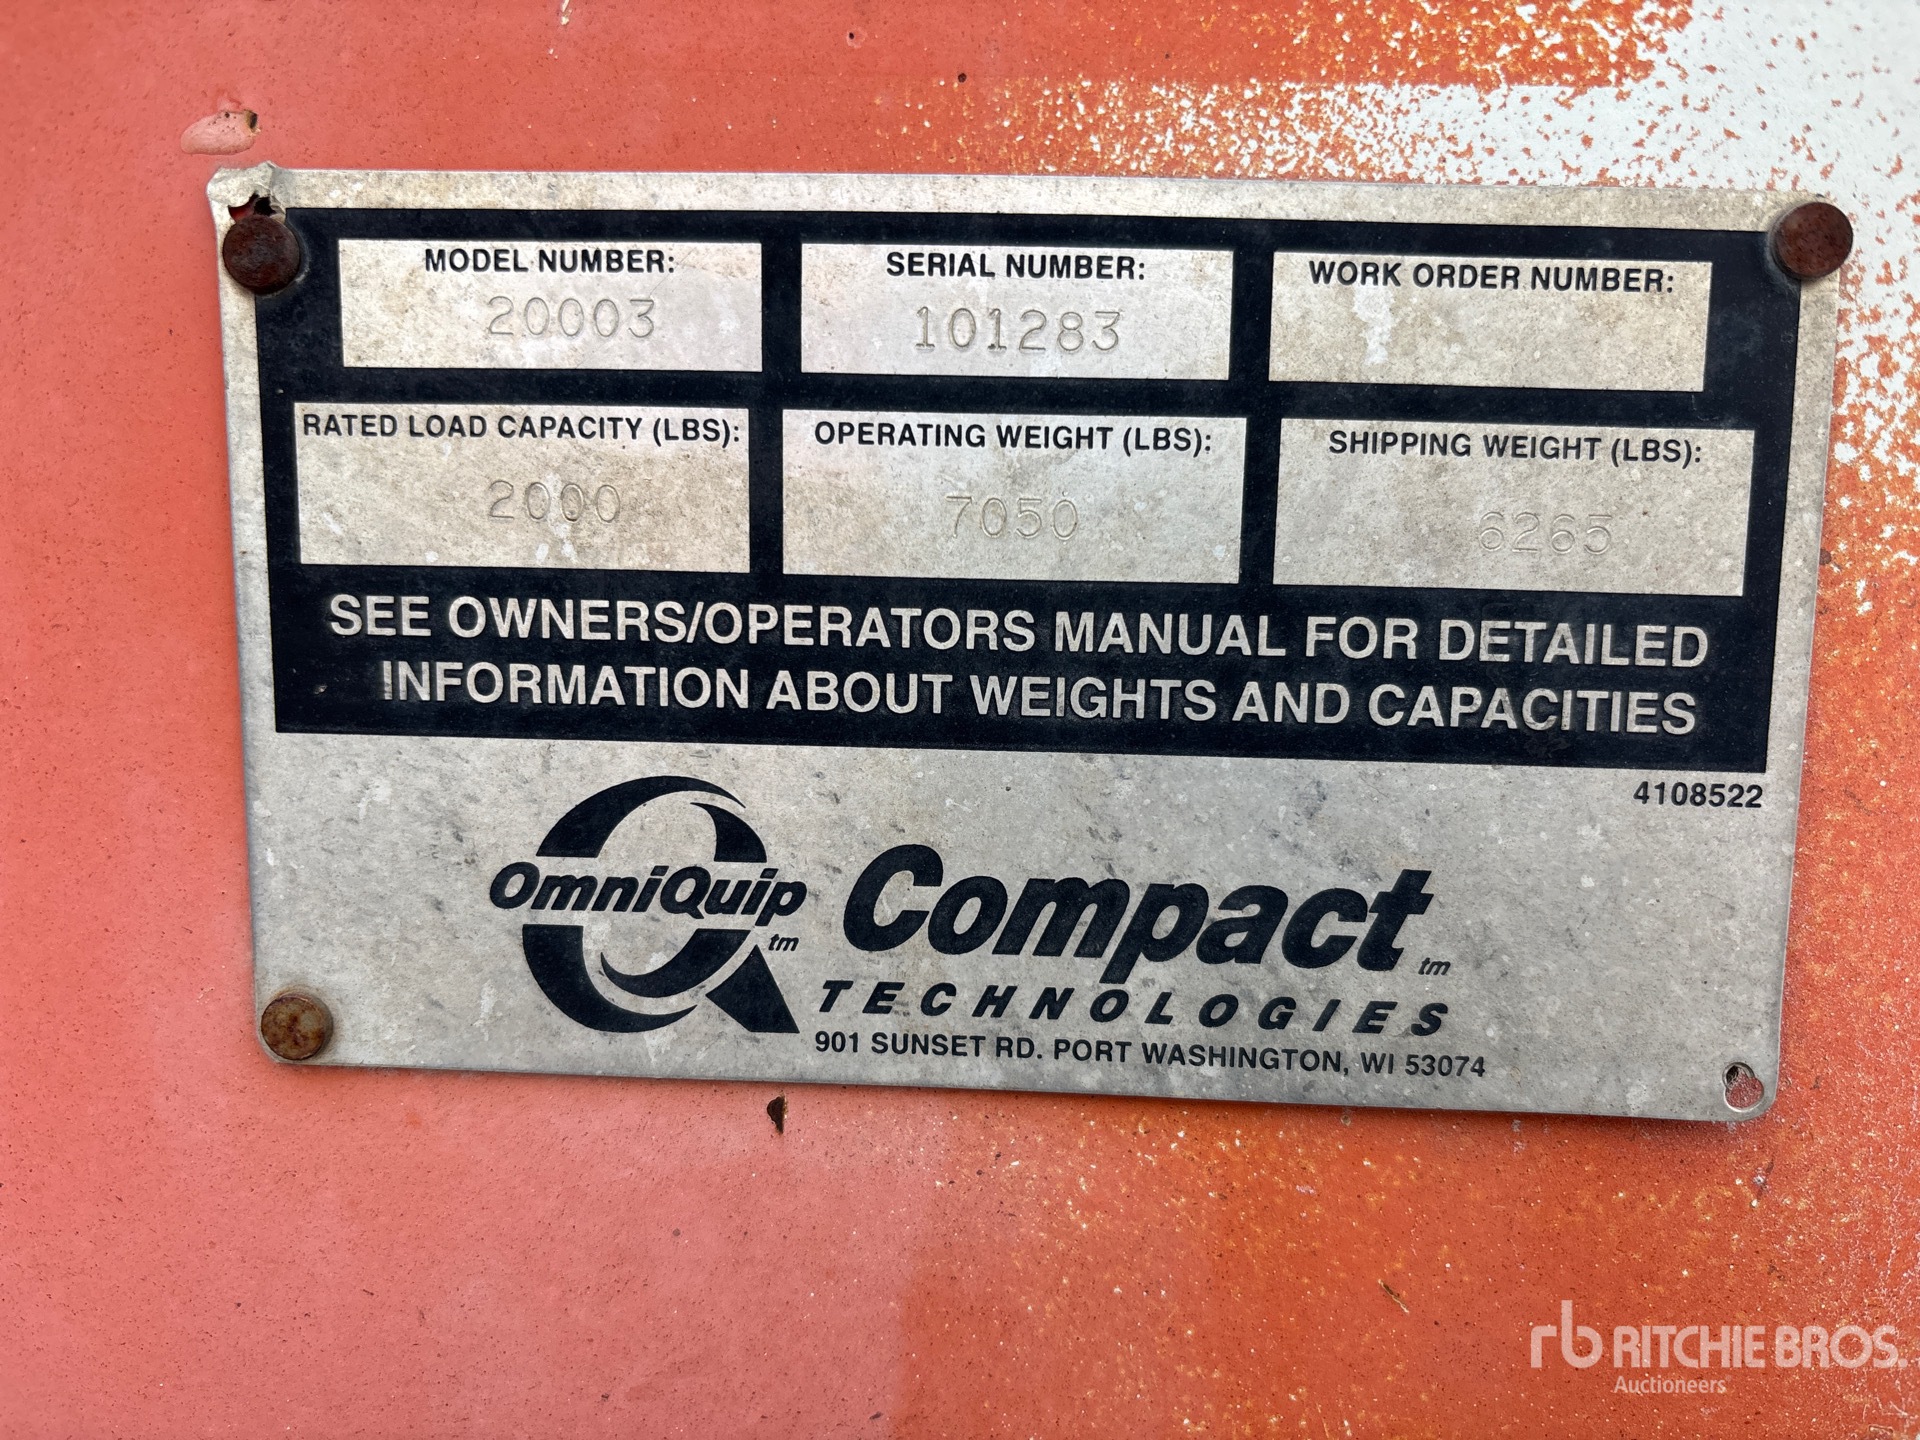 MODEL NUMBER:
20003
SERIAL NUMBER:
101283
WORK ORDER NUMBER:
RATED LOAD CAPACITY (LBS):
2000
OPERATING WEIGHT (LBS):
7050
SHIPPING WEIGHT (LBS):
6265
SEE OWNERS/OPERATORS MANUAL FOR DETAILED
INFORMATION ABOUT WEIGHTS AND CAPACITIES
4108522
OmniQuip tm
Compact tm
TECHNOLOGIES
901 SUNSET RD. PORT WASHINGTON, WI 53074
rb RITCHIE BROS.
Auctioneers